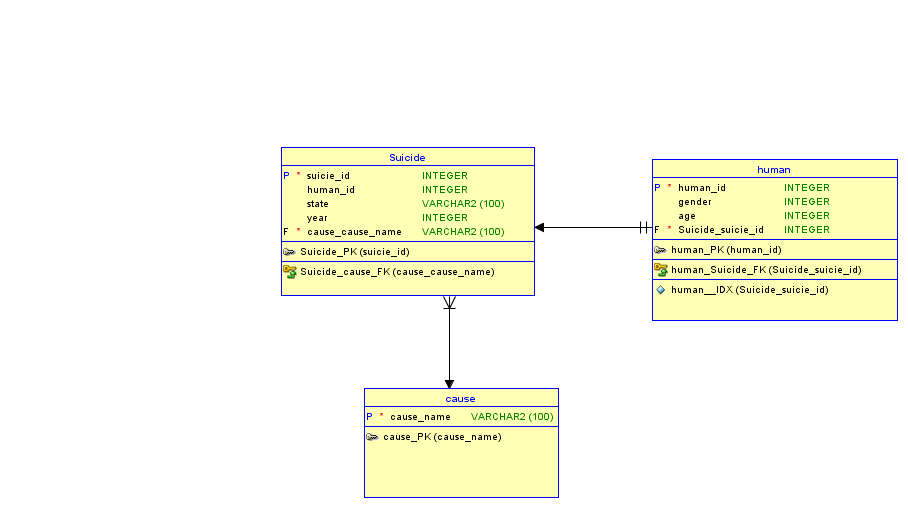 Suicide
P * suicie_id INTEGER
human_id INTEGER
state VARCHAR2 (100)
year INTEGER
F * cause_cause_name VARCHAR2 (100)
Suicide_PK (suicie_id)
Suicide_cause_FK (cause_cause_name)
human
P * human_id INTEGER
gender INTEGER
age INTEGER
F * Suicide_suicie_id INTEGER
human_PK (human_id)
human_Suicide_FK (Suicide_suicie_id)
human__IDX (Suicide_suicie_id)
cause
P * cause_name VARCHAR2 (100)
cause_PK (cause_name)